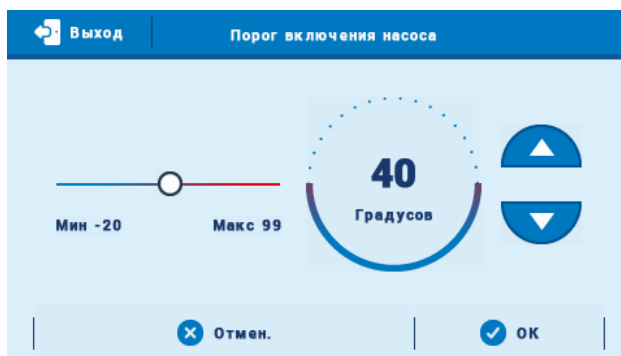 Выход
Порог включения насоса
40
Градусов
Мин -20
Макс 99
Отмен.
OK